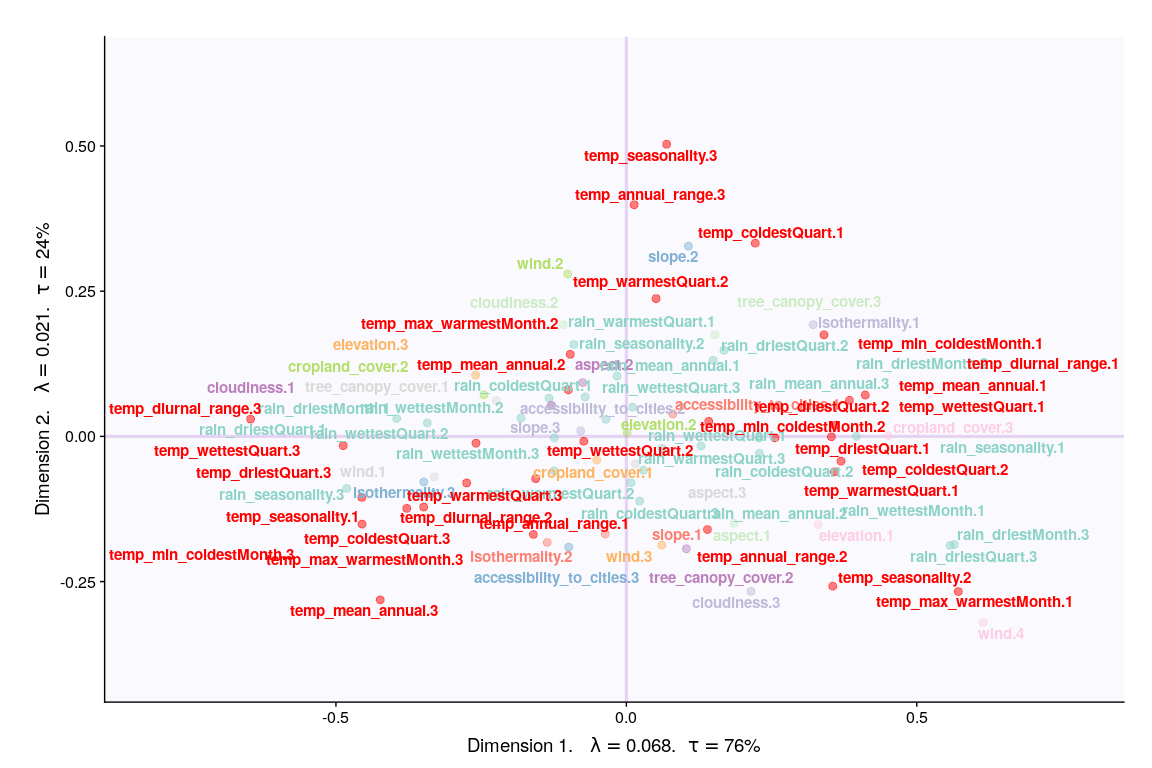 temp_seasonality.3
temp_annual_range.3
temp_coldestQuart.1
slope.2
wind.2
temp_warmestQuart.2
cloudiness.2
tree_canopy_cover.3
temp_max_warmestMonth.2
rain_warmestQuart.1
isothermality.1
elevation.3
rain_seasonality.2
rain_driestQuart.2
temp_min_coldestMonth.1
cropland_cover.2
temp_mean_annual.2
aspect.2
rain_mean_annual.1
rain_driestMonth.2
temp_diurnal_range.1
cloudiness.1
tree_canopy_cover.1
rain_coldestQuart.1
rain_wettestQuart.3
rain_mean_annual.3
temp_mean_annual.1
temp_diurnal_range.3
rain_driestMonth.1
rain_wettestMonth.2
accessibility_to_cities.2
accessibility_to_cities.1
temp_driestQuart.2
temp_wettestQuart.1
rain_driestQuart.1
rain_wettestQuart.2
slope.3
elevation.2
rain_wettestQuart.1
temp_min_coldestMonth.2
cropland_cover.3
temp_wettestQuart.3
rain_wettestMonth.3
temp_wettestQuart.2
rain_warmestQuart.3
temp_driestQuart.1
rain_seasonality.1
temp_driestQuart.3
wind.1
cropland_cover.1
rain_coldestQuart.2
temp_coldestQuart.2
rain_seasonality.3
isothermality.3
temp_warmestQuart.3
rain_warmestQuart.2
aspect.3
temp_warmestQuart.1
temp_seasonality.1
temp_diurnal_range.2
temp_annual_range.1
rain_coldestQuart.3
rain_mean_annual.2
rain_wettestMonth.1
temp_coldestQuart.3
slope.1
aspect.1
elevation.1
rain_driestMonth.3
temp_min_coldestMonth.3
temp_max_warmestMonth.3
isothermality.2
wind.3
temp_annual_range.2
rain_driestQuart.3
accessibility_to_cities.3
tree_canopy_cover.2
temp_seasonality.2
temp_mean_annual.3
cloudiness.3
temp_max_warmestMonth.1
wind.4
0.50
0.25
0.00
-0.25
-0.5
0.0
0.5
Dimension 1. λ = 0.068. τ = 76%
Dimension 2. λ = 0.021. τ = 24%